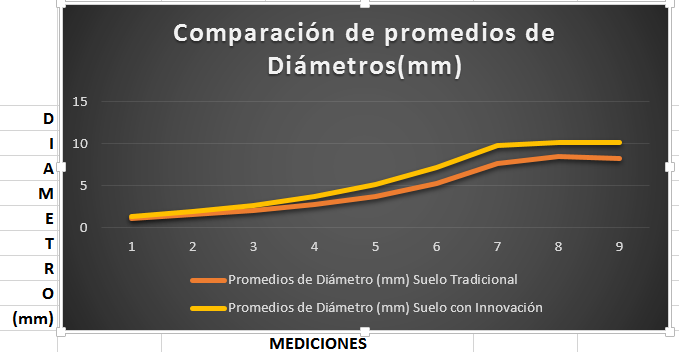 Comparación de promedios de
Diámetros(mm)
D
I
A
M
E
T
R
O
(mm)
15
10
5
0
1 2 3 4 5 6 7 8 9
Promedios de Diámetro (mm) Suelo Tradicional
Promedios de Diámetro (mm) Suelo con Innovación
MEDICIONES